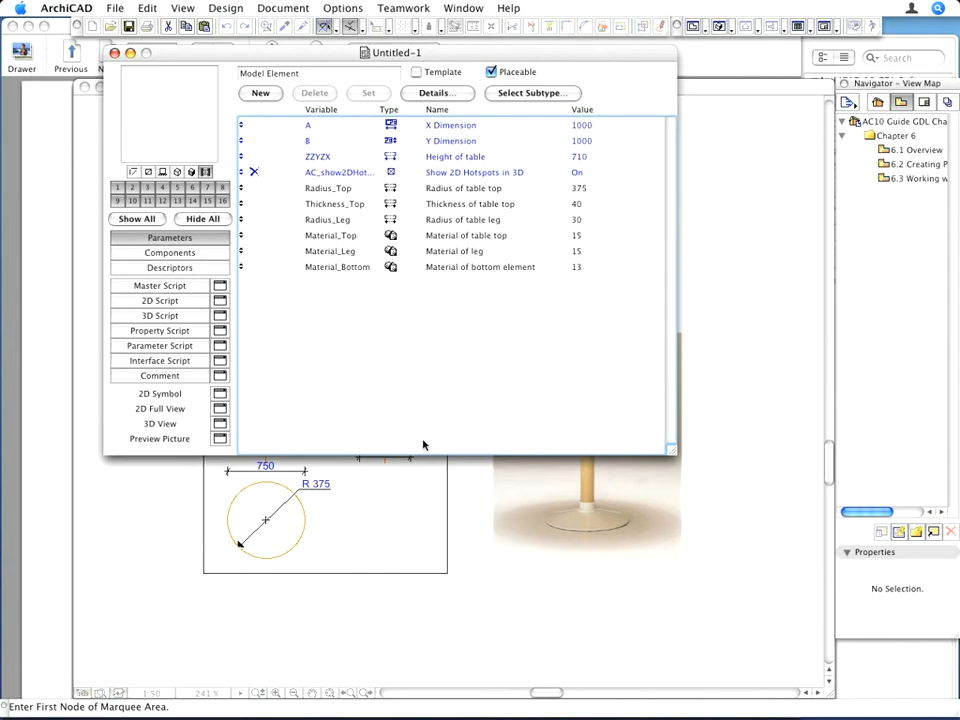 ArchiCAD File Edit View Design Document Options Teamwork Window Help
Drawer
Previous
Search
Untitled-1
Model Element
Template
Placeable
New
Delete
Set
Details...
Select Subtype...
Variable Type Name Value
A X Dimension 1000
B Y Dimension 1000
ZZYZX Height of table 710
AC_show2DHot... Show 2D Hotspots in 3D On
Radius_Top Radius of table top 375
Thickness_Top Thickness of table top 40
Radius_Leg Radius of table leg 30
Material_Top Material of table top 15
Material_Leg Material of leg 15
Material_Bottom Material of bottom element 13
1 2 3 4 5 6 7 8
9 10 11 12 13 14 15 16
Show All
Hide All
Parameters
Components
Descriptors
Master Script
2D Script
3D Script
Property Script
Parameter Script
Interface Script
Comment
2D Symbol
2D Full View
3D View
Preview Picture
Navigator - View Map
AC10 Guide GDL Cha
Chapter 6
6.1 Overview
6.2 Creating P
6.3 Working w
Properties
No Selection.
750
R 375
1:50
241 %
Enter First Node of Marquee Area.